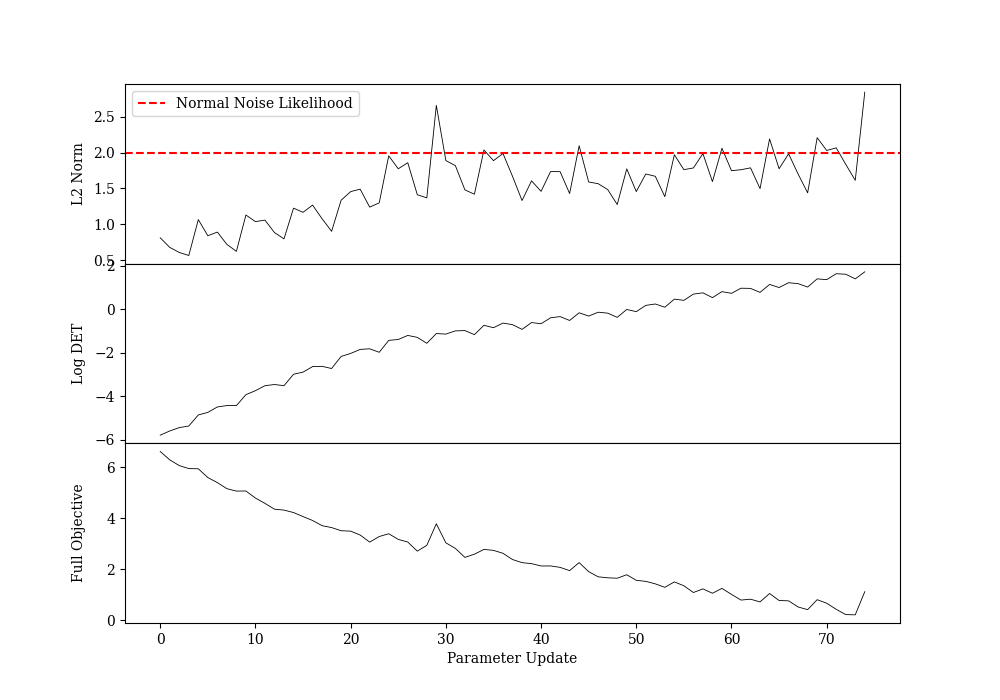 Normal Noise Likelihood
2.5
2.0
1.5
1.0
0.5
L2 Norm
2
0
−2
−4
−6
Log DET
6
4
2
0
Full Objective
0 10 20 30 40 50 60 70
Parameter Update